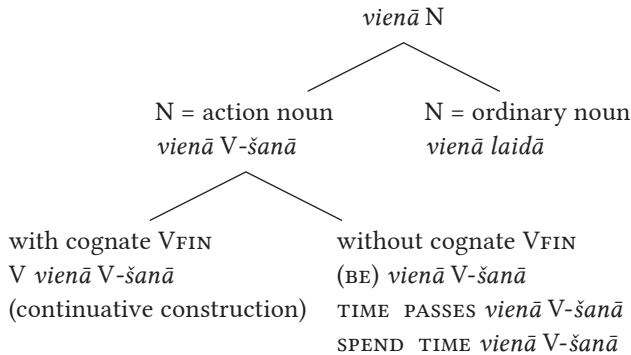 vienā N
N = action noun
vienā V-šanā
N = ordinary noun
vienā laidā
with cognate VFIN
V vienā V-šanā
(continuative construction)
without cognate VFIN
(BE) vienā V-šanā
TIME PASSES vienā V-šanā
SPEND TIME vienā V-šanā